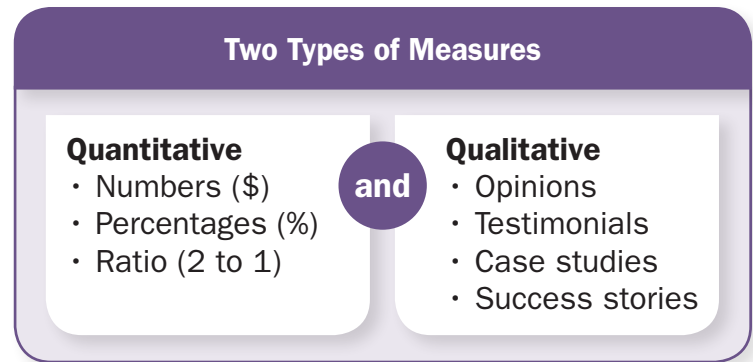 Two Types of Measures
Quantitative
· Numbers ($)
· Percentages (%)
· Ratio (2 to 1)
and
Qualitative
· Opinions
· Testimonials
· Case studies
· Success stories